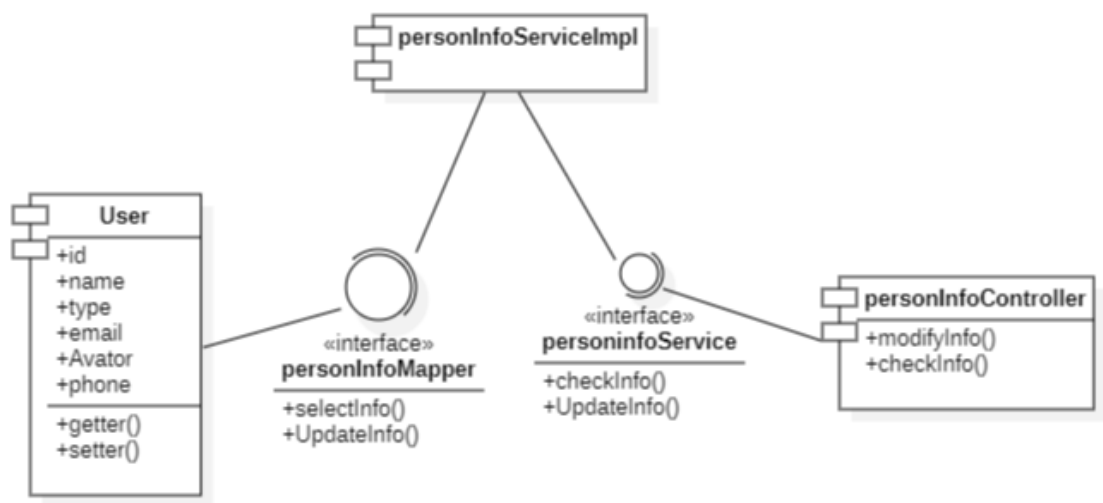 personInfoServiceImpl
User
+id
+name
+type
+email
+Avator
+phone
+getter()
+setter()
«interface»
personInfoMapper
+selectInfo()
+UpdateInfo()
«interface»
personinfoService
+checkInfo()
+UpdateInfo()
personInfoController
+modifyInfo()
+checkInfo()